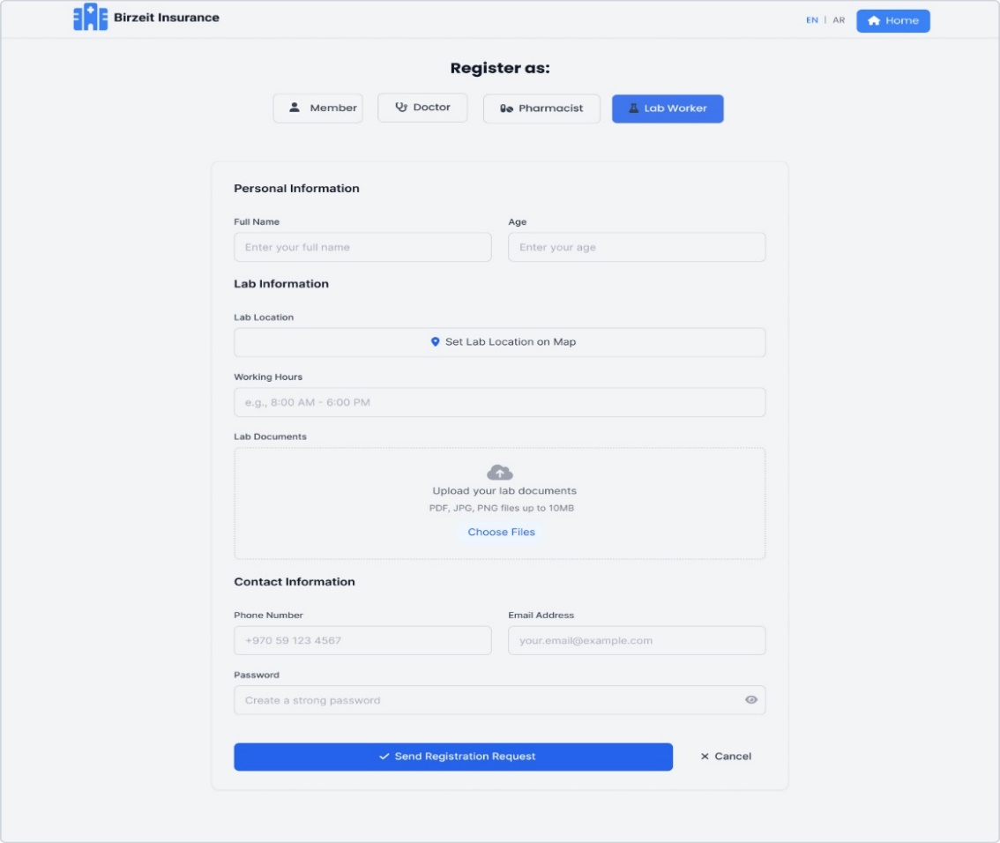 Birzeit Insurance
EN | AR
Home
Register as:
Member
Doctor
Pharmacist
Lab Worker
Personal Information
Full Name
Age
Enter your full name
Enter your age
Lab Information
Lab Location
Set Lab Location on Map
Working Hours
e.g., 8:00 AM - 6:00 PM
Lab Documents
Upload your lab documents
PDF, JPG, PNG files up to 10MB
Choose Files
Contact Information
Phone Number
Email Address
+970 59 123 4567
your.email@example.com
Password
Create a strong password
Send Registration Request
Cancel